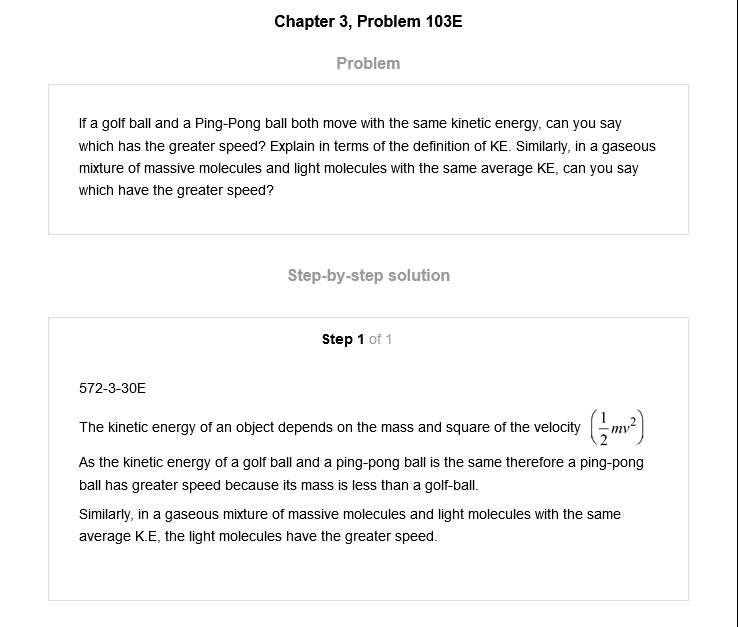 Chapter 3, Problem 103E
Problem
If a golf ball and a Ping-Pong ball both move with the same kinetic energy, can you say
which has the greater speed? Explain in terms of the definition of KE. Similarly, in a gaseous
mixture of massive molecules and light molecules with the same average KE, can you say
which have the greater speed?
Step-by-step solution
Step 1 of 1
572-3-30E
The kinetic energy of an object depends on the mass and square of the velocity (1/2 mv²)
As the kinetic energy of a golf ball and a ping-pong ball is the same therefore a ping-pong
ball has greater speed because its mass is less than a golf-ball.
Similarly, in a gaseous mixture of massive molecules and light molecules with the same
average K.E, the light molecules have the greater speed.